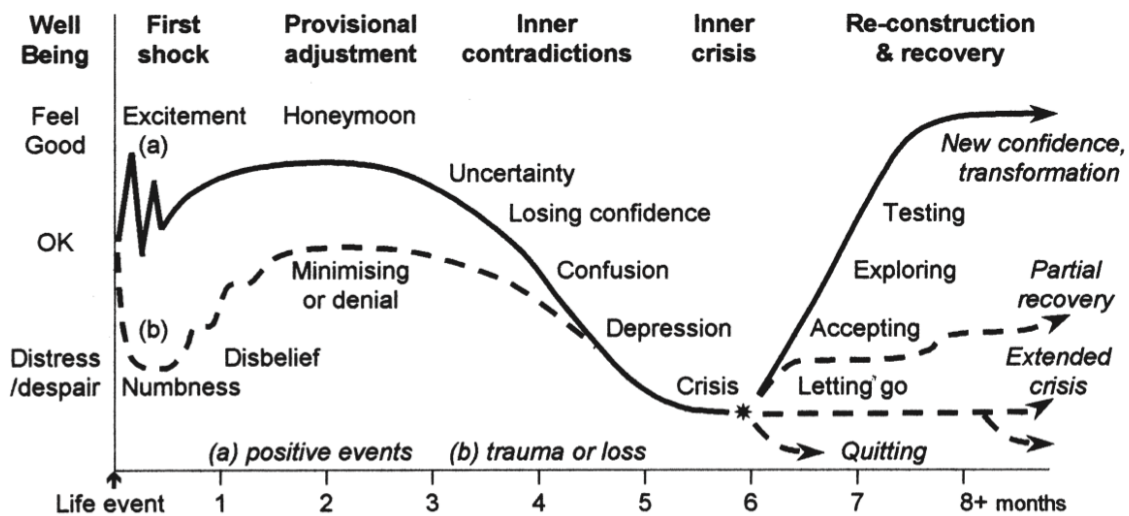 Well
Being
First
shock
Provisional
adjustment
Inner
contradictions
Inner
crisis
Re-construction
& recovery
Feel
Good
Excitement
Honeymoon
(a)
New confidence,
transformation
Uncertainty
Losing confidence
Testing
OK
Minimising
or denial
Confusion
Exploring
Partial
recovery
(b)
Disbelief
Depression
Accepting
Distress
/despair
Numbness
Crisis
Letting go
Extended
crisis
(a) positive events
(b) trauma or loss
Quitting
Life event
1 2 3 4 5 6 7 8+ months